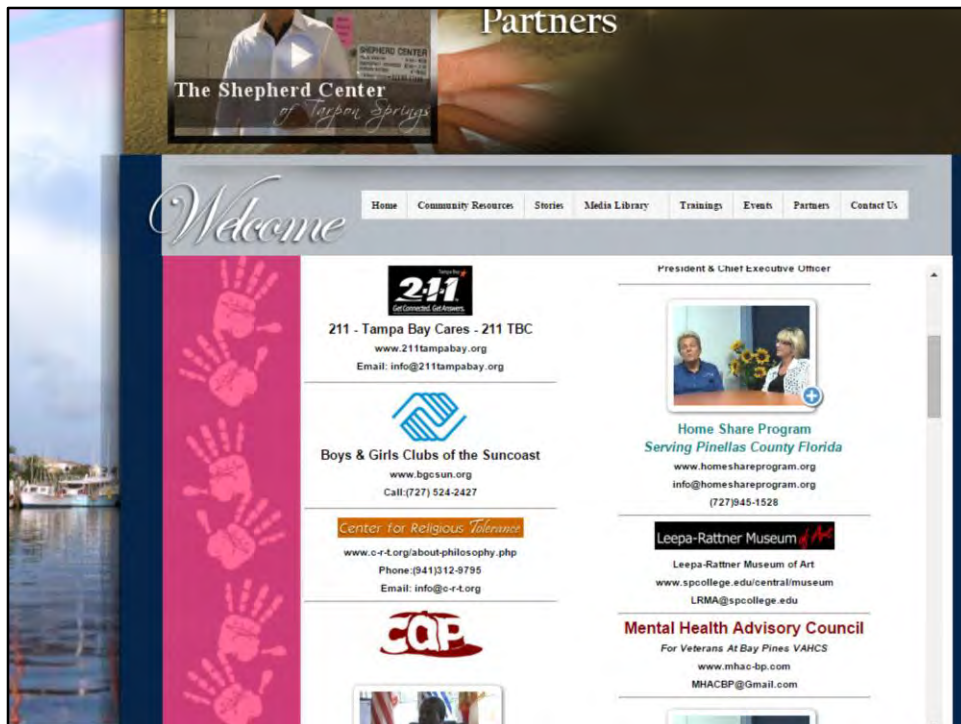 Partners
SHEPHERD CENTER
The Shepherd Center
of Tarpon Springs
Welcome
Home
Community Resources
Stories
Media Library
Trainings
Events
Partners
Contact Us
Tampa Bay
2-1-1
Get Connected. Get Answers.
211 - Tampa Bay Cares - 211 TBC
www.211tampabay.org
Email: info@211tampabay.org
Boys & Girls Clubs of the Suncoast
www.bgcsun.org
Call:(727) 524-2427
Center for Religious Tolerance
www.c-r-t.org/about-philosophy.php
Phone:(941)312-9795
Email: info@c-r-t.org
President & Chief Executive Officer
Home Share Program
Serving Pinellas County Florida
www.homeshareprogram.org
info@homeshareprogram.org
(727)945-1528
Leepa-Rattner Museum of Art
Leepa-Rattner Museum of Art
www.spcollege.edu/central/museum
LRMA@spcollege.edu
Mental Health Advisory Council
For Veterans At Bay Pines VAHCS
www.mhac-bp.com
MHACBP@Gmail.com